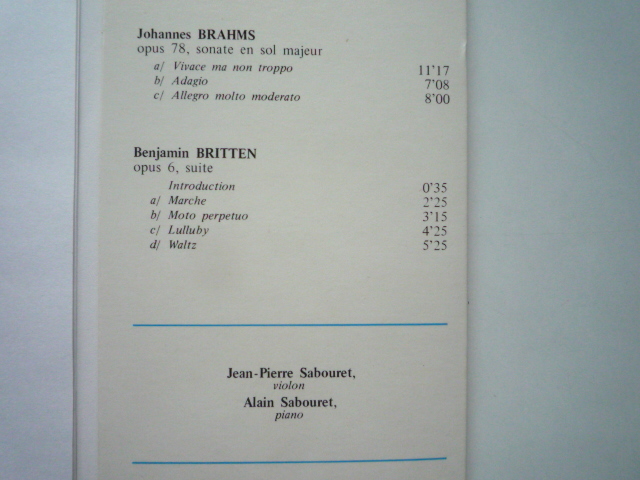 Johannes BRAHMS
opus 78, sonate en sol majeur
a/ Vivace ma non troppo 11'17
b/ Adagio 7'08
c/ Allegro molto moderato 8'00
Benjamin BRITTEN
opus 6, suite
Introduction 0'35
a/ Marche 2'25
b/ Moto perpetuo 3'15
c/ Lulluby 4'25
d/ Waltz 5'25
Jean-Pierre Sabouret,
violon
Alain Sabouret,
piano